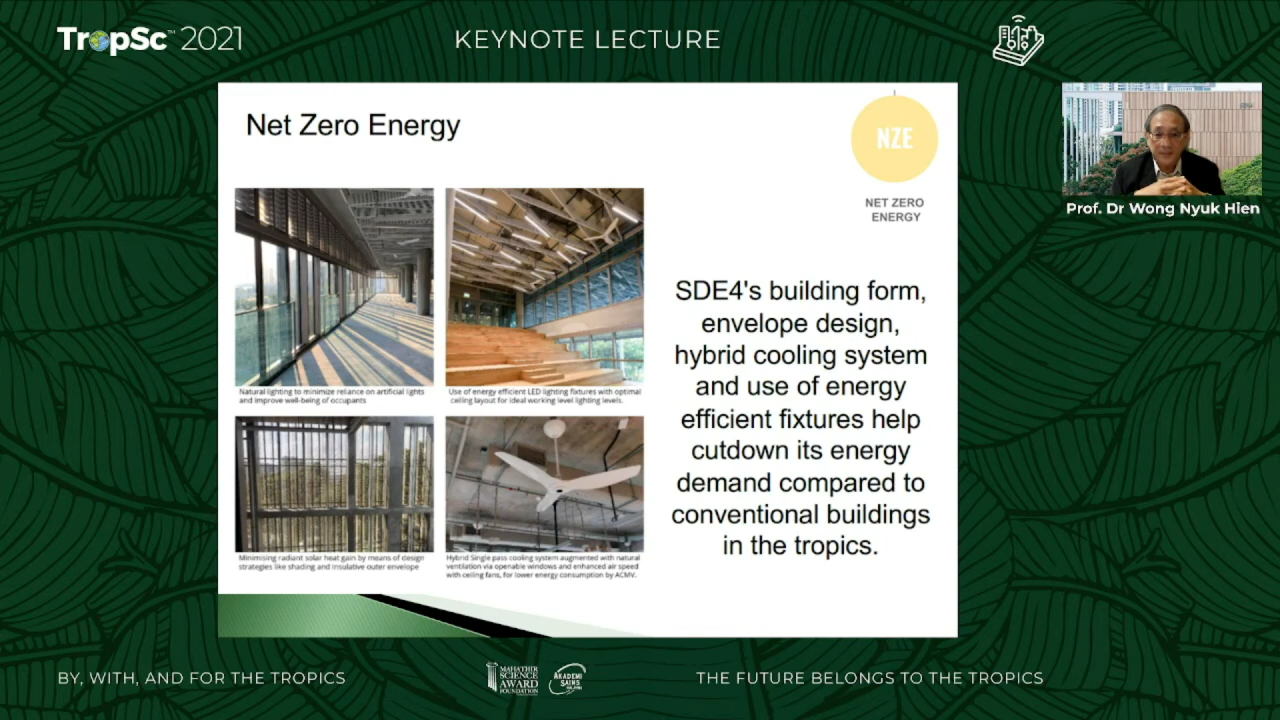 TropSc™ 2021
KEYNOTE LECTURE
Net Zero Energy
NZE
NET ZERO
ENERGY
Prof. Dr Wong Nyuk Hien
Natural lighting to minimize reliance on artificial lights
and improve well-being of occupants
Use of energy efficient LED lighting fixtures with optimal
ceiling layout for ideal working level lighting levels.
Minimising radiant solar heat gain by means of design
strategies like shading and insulative outer envelope
Hybrid Single pass cooling system augmented with natural
ventilation via openable windows and enhanced air speed
with ceiling fans, for lower energy consumption by ACMV.
SDE4's building form,
envelope design,
hybrid cooling system
and use of energy
efficient fixtures help
cutdown its energy
demand compared to
conventional buildings
in the tropics.
BY, WITH, AND FOR THE TROPICS
MAHATHIR
SCIENCE
AWARD
FOUNDATION
AKADEMI
SAINS
THE FUTURE BELONGS TO THE TROPICS